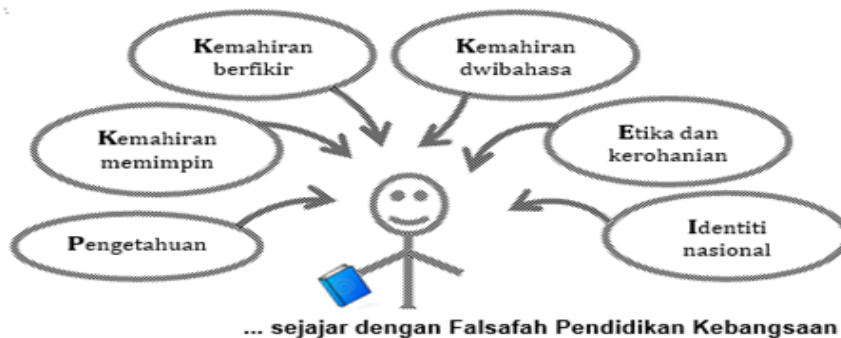 Kemahiran
berfikir
Kemahiran
dwibahasa
Kemahiran
memimpin
Etika dan
kerohanian
Pengetahuan
Identiti
nasional
... sejajar dengan Falsafah Pendidikan Kebangsaan